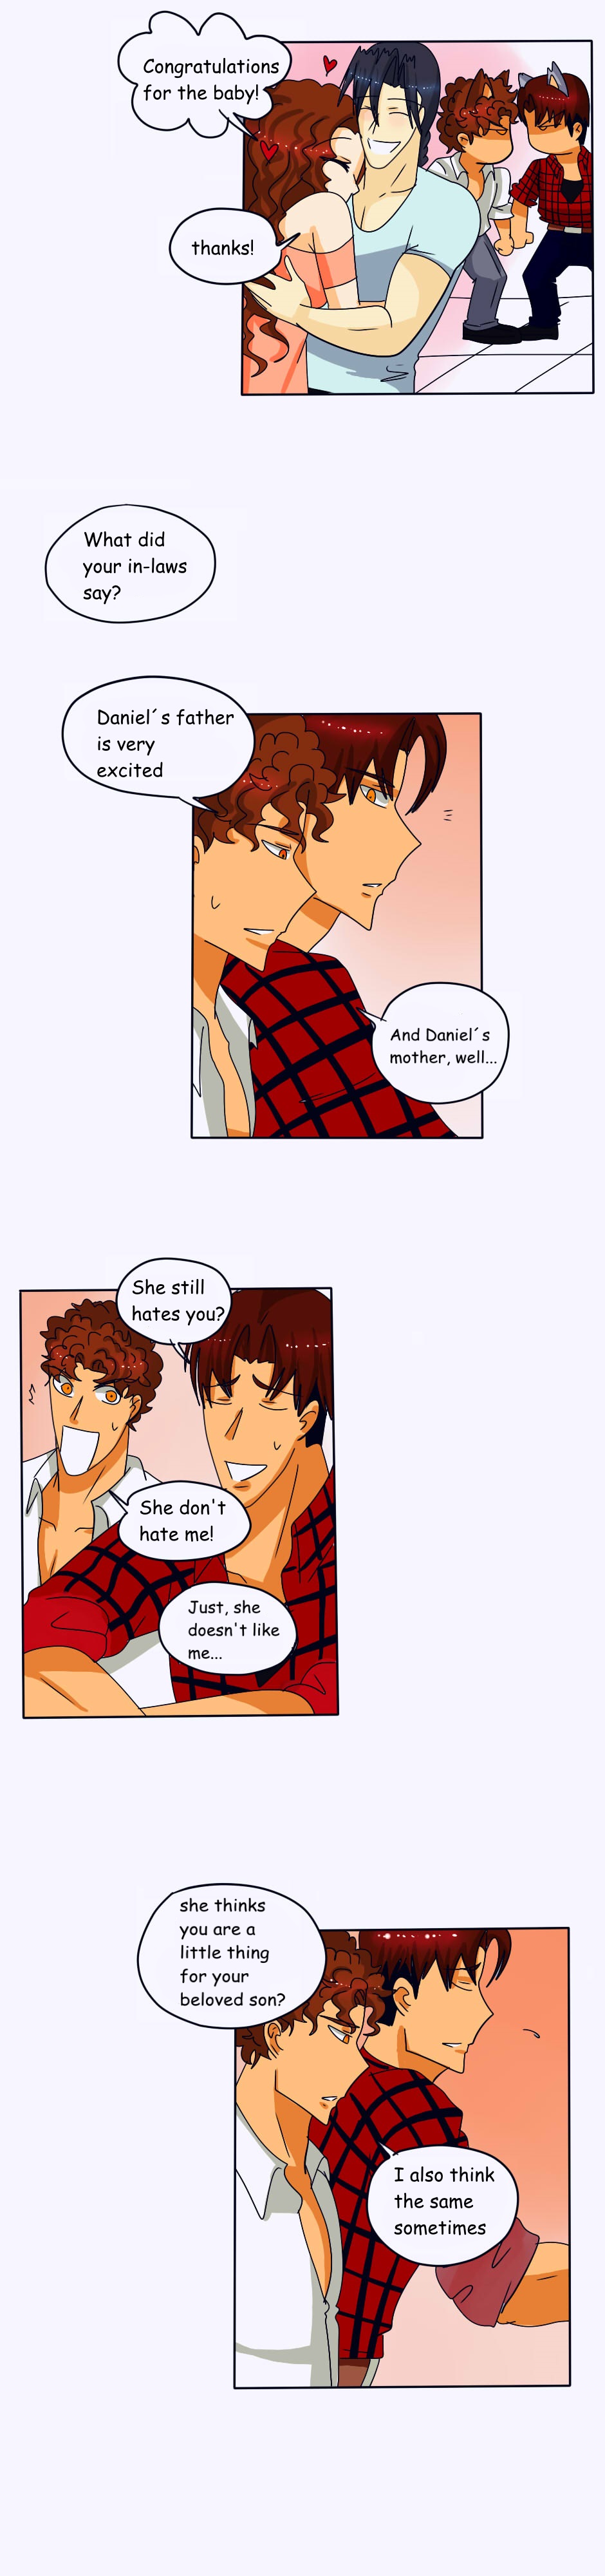 Congratulations
for the baby!
thanks!
What did
your in-laws
say?
Daniel´s father
is very
excited
And Daniel´s
mother, well...
She still
hates you?
She don't
hate me!
Just, she
doesn't like
me...
she thinks
you are a
little thing
for your
beloved son?
I also think
the same
sometimes